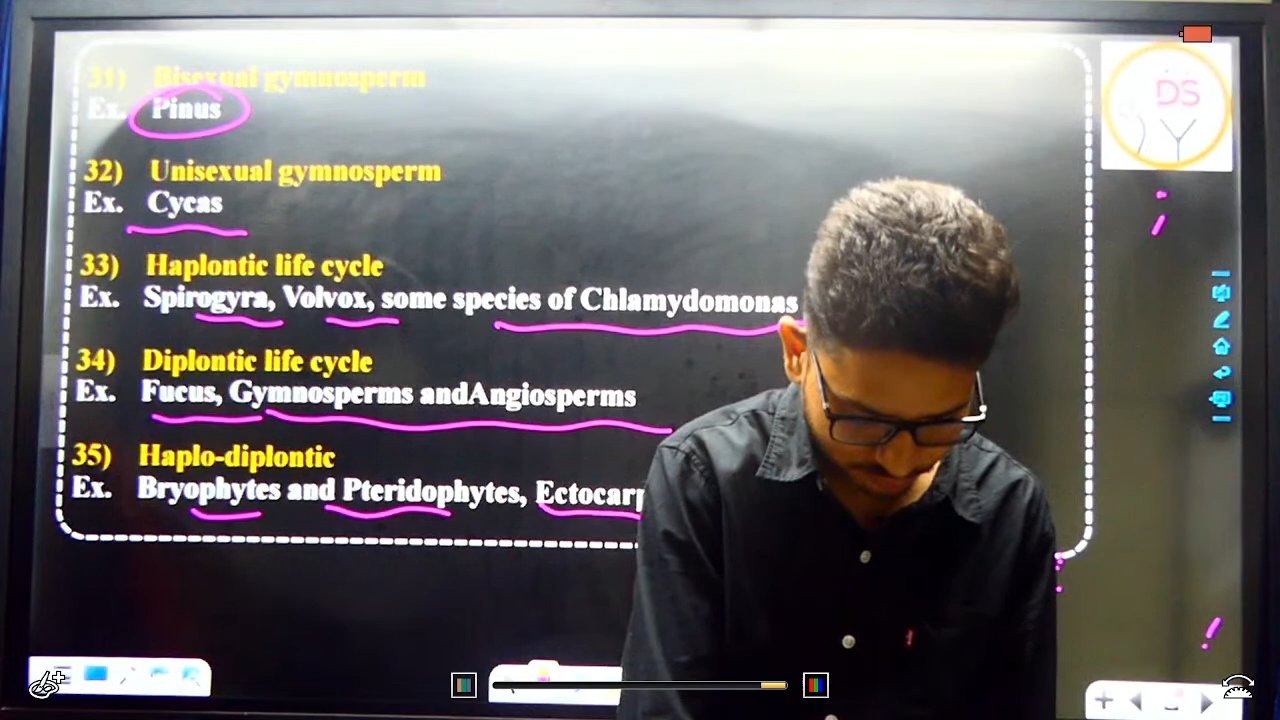 31) Bisexual gymnosperm
Ex. Pinus
32) Unisexual gymnosperm
Ex. Cycas
33) Haplontic life cycle
Ex. Spirogyra, Volvox, some species of Chlamydomonas
34) Diplontic life cycle
Ex. Fucus, Gymnosperms andAngiosperms
35) Haplo-diplontic
Ex. Bryophytes and Pteridophytes,
DS